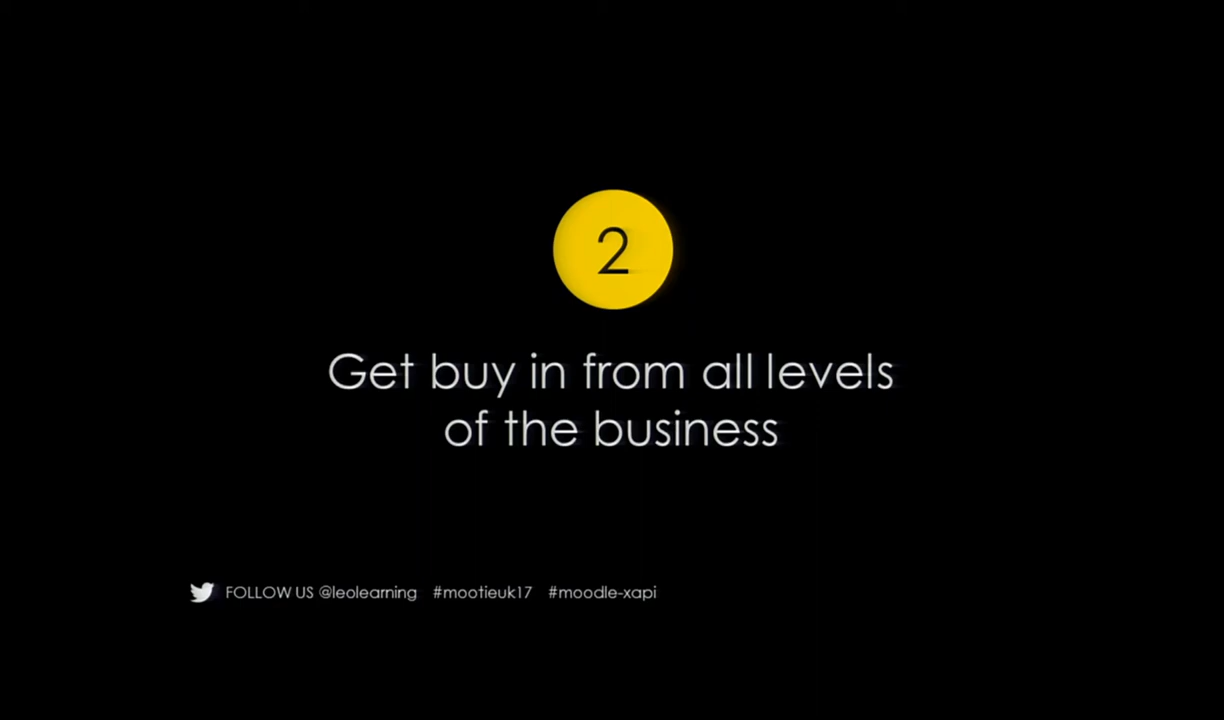 2
Get buy in from all levels
of the business
FOLLOW US @leolearning #mootieuk17 #moodle-xapi